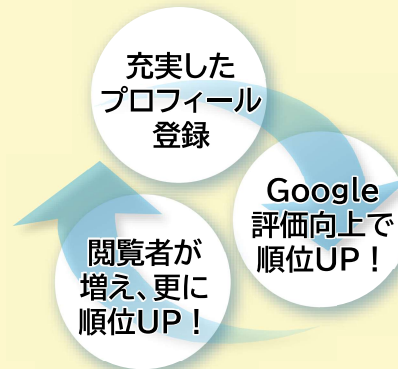 充実した
プロフィール
登録
Google
評価向上で
順位UP！
閲覧者が
増え、更に
順位UP！